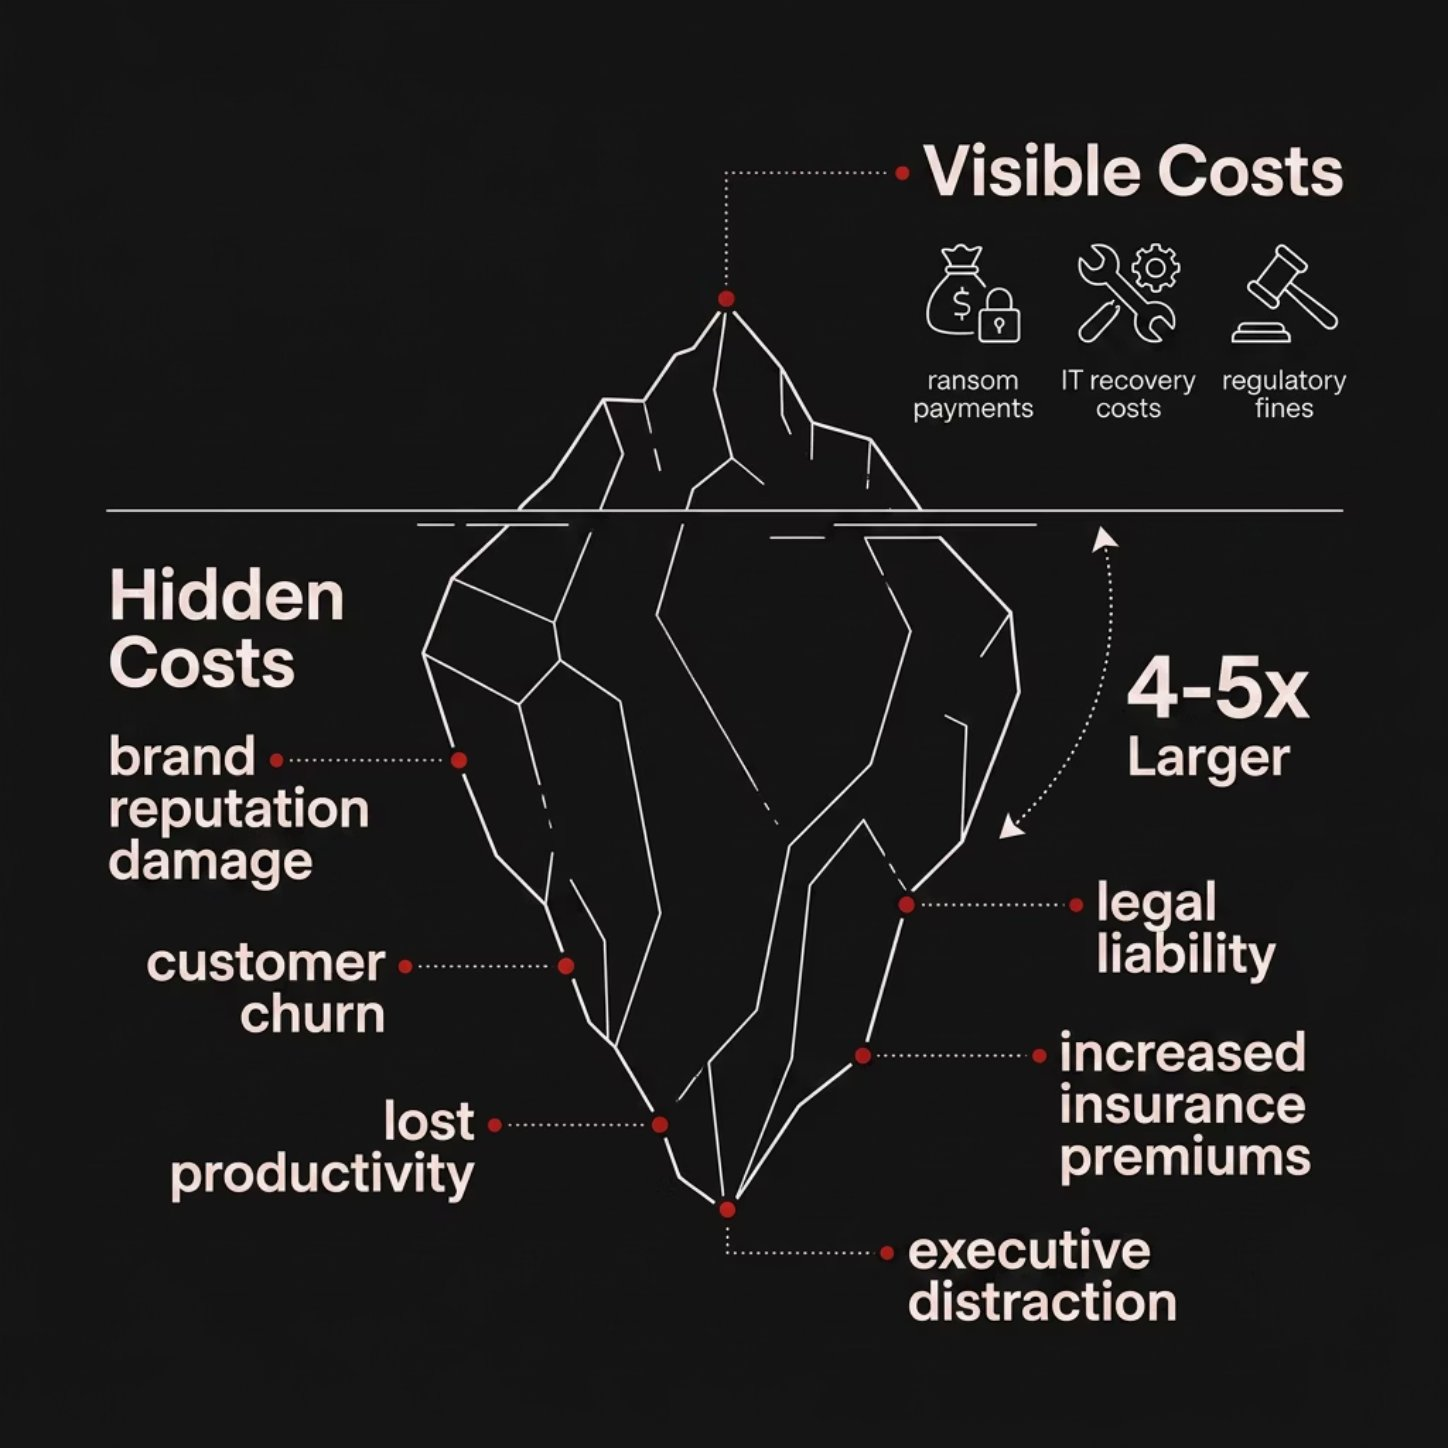 Visible Costs
$
ransom
payments
IT recovery
costs
regulatory
fines
Hidden
Costs
4-5x
Larger
brand
reputation
damage
customer
churn
lost
productivity
legal
liability
increased
insurance
premiums
executive
distraction